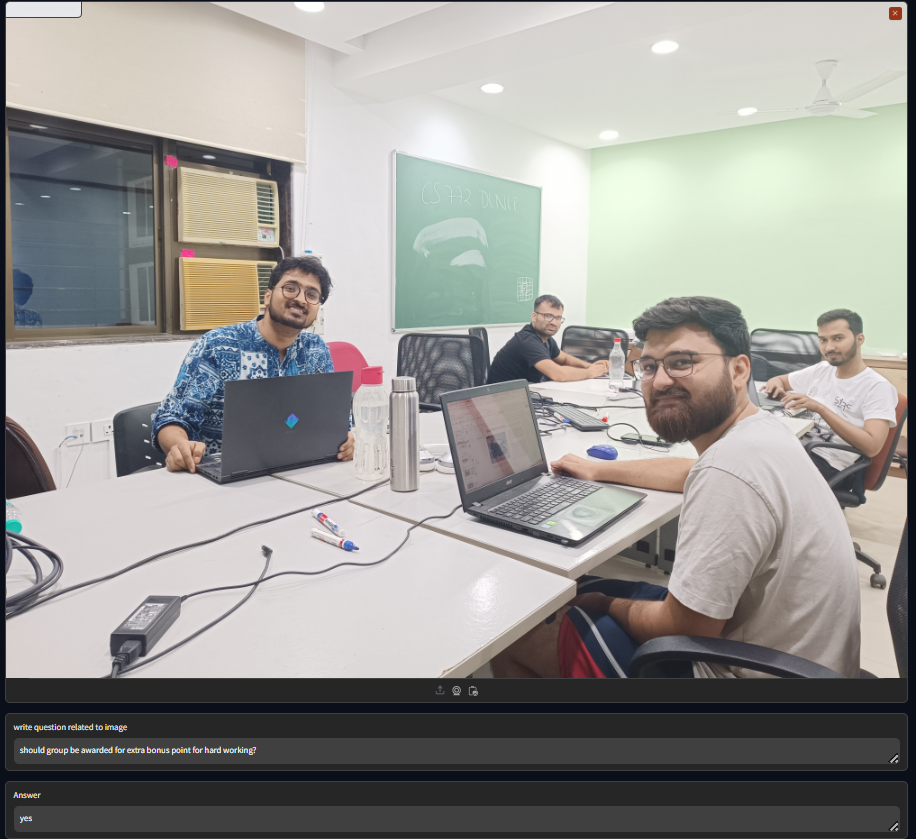 CS 772 DLNLP
write question related to image
should group be awarded for extra bonus point for hard working?
Answer
yes